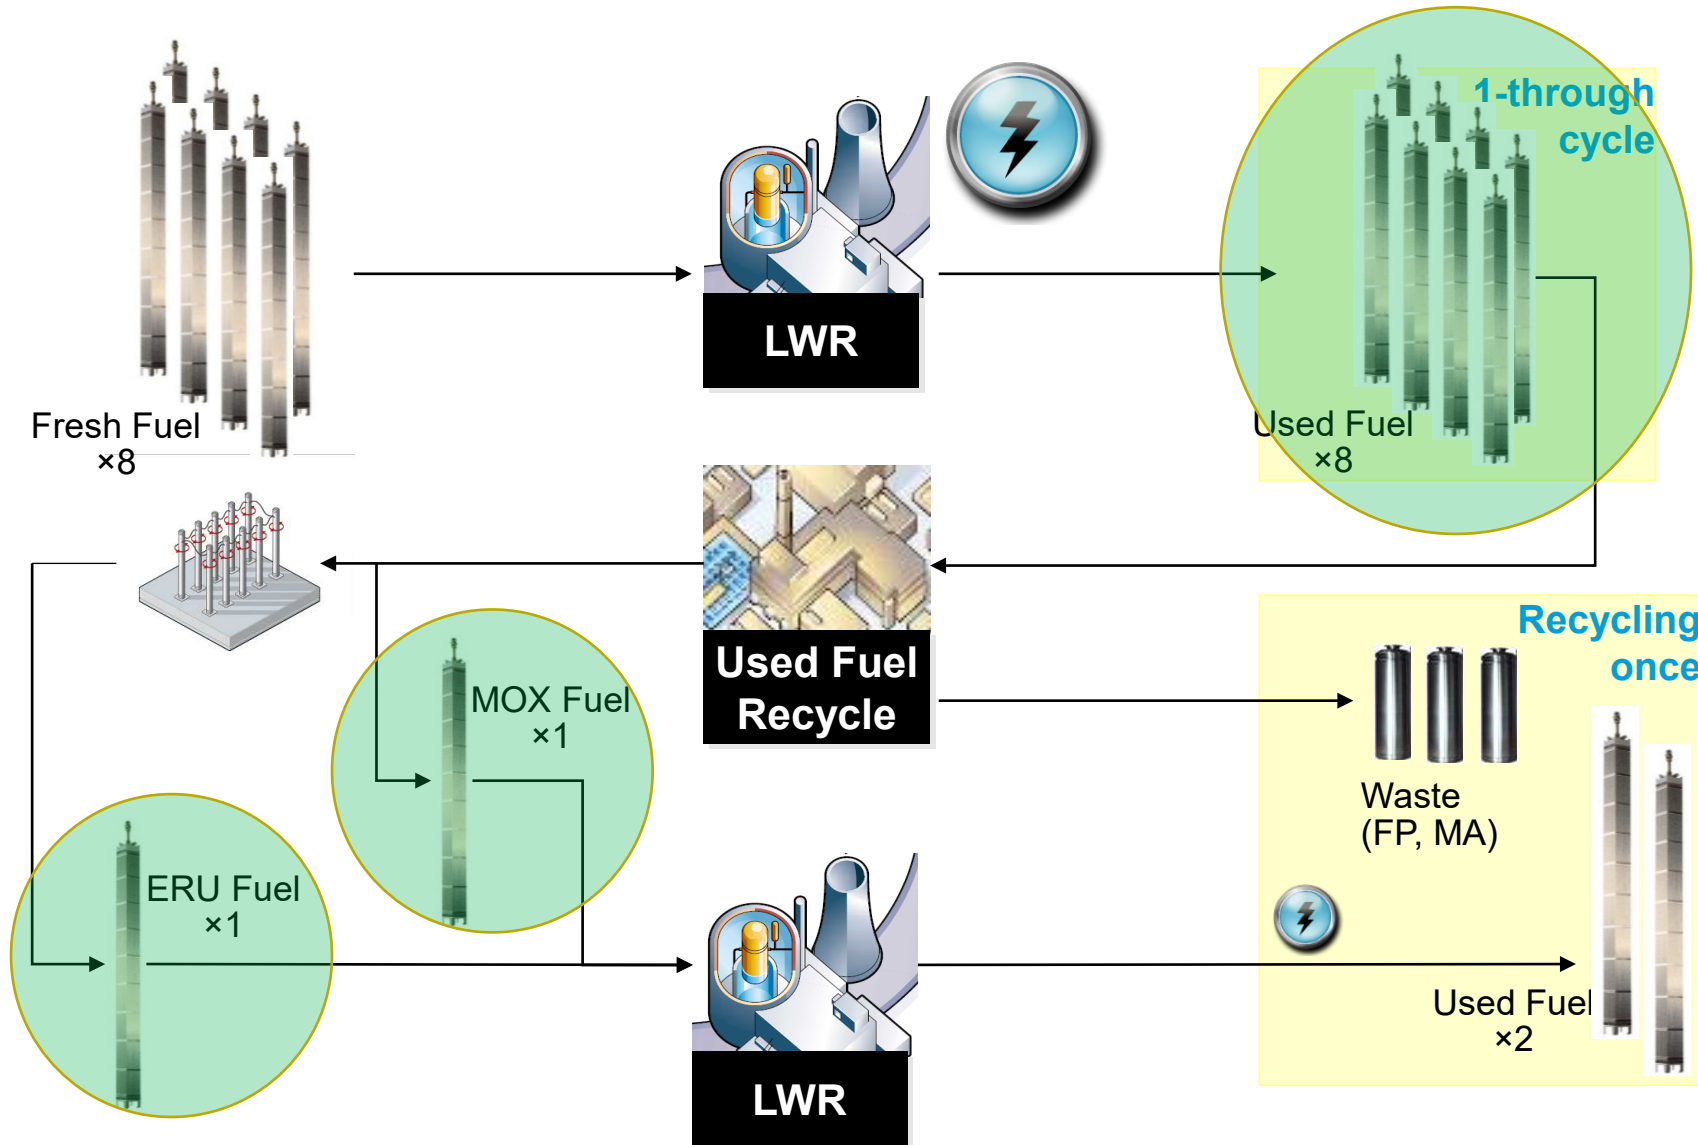 1-through
cycle
LWR
Fresh Fuel
×8
Used Fuel
×8
Used Fuel
Recycle
Recycling
once
MOX Fuel
×1
Waste
(FP, MA)
ERU Fuel
×1
Used Fuel
×2
LWR